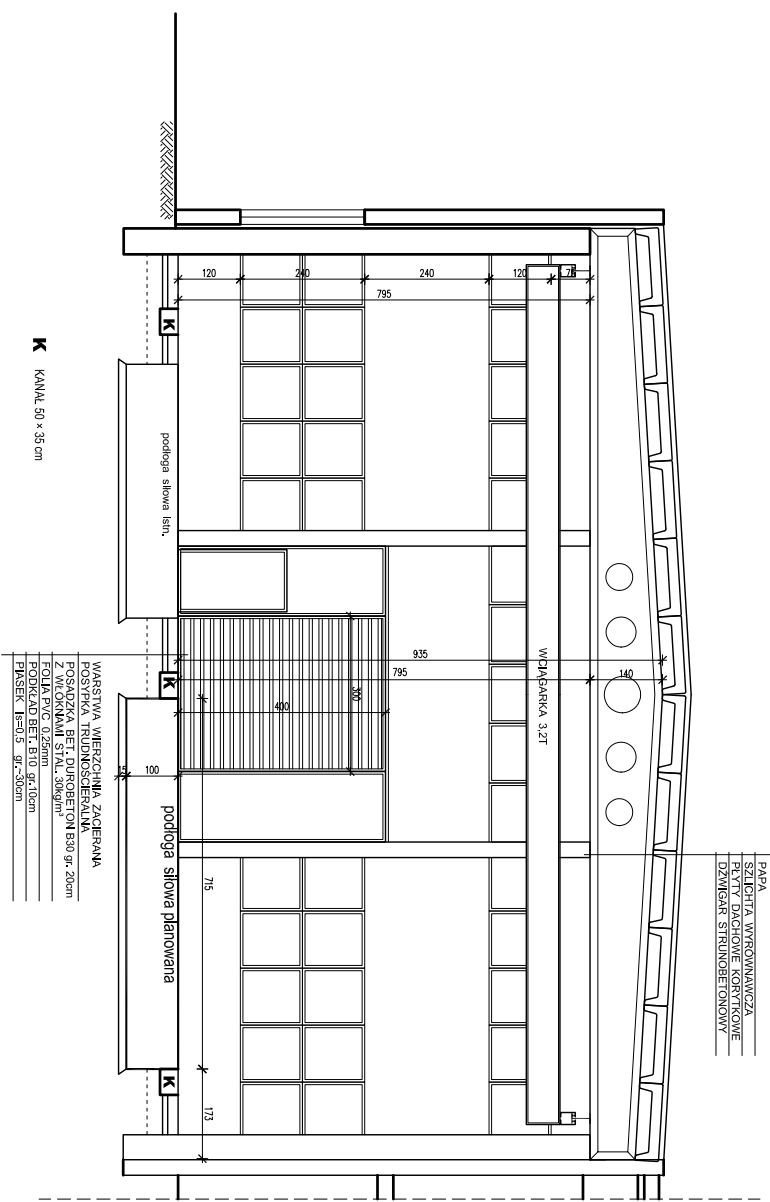 PAPA
SZLICHTA WYRÓWNAWCZA
PŁYTY DACHOWE KORYTKOWE
DŹWIGAR STRUNOBETONOWY
140
WCIĄGARKA 3,2T
120
240
240
120
75
795
935
795
400
300
715
173
100
15
K
K
K
podłoga siłowa istn.
podłoga siłowa planowana
K KANAŁ 50 × 35 cm
WARSTWA WIERZCHNIA ZACIERANA
POSYPKA TRUDNOŚCIERALNA
POSADZKA BET. DUROBETON B30 gr. 20cm
Z WŁÓKNAMI STAL. 30kg/m³
FOLIA PVC 0,25mm
PODKŁAD BET. B10 gr.10cm
PIASEK Is=0,5 gr.~30cm